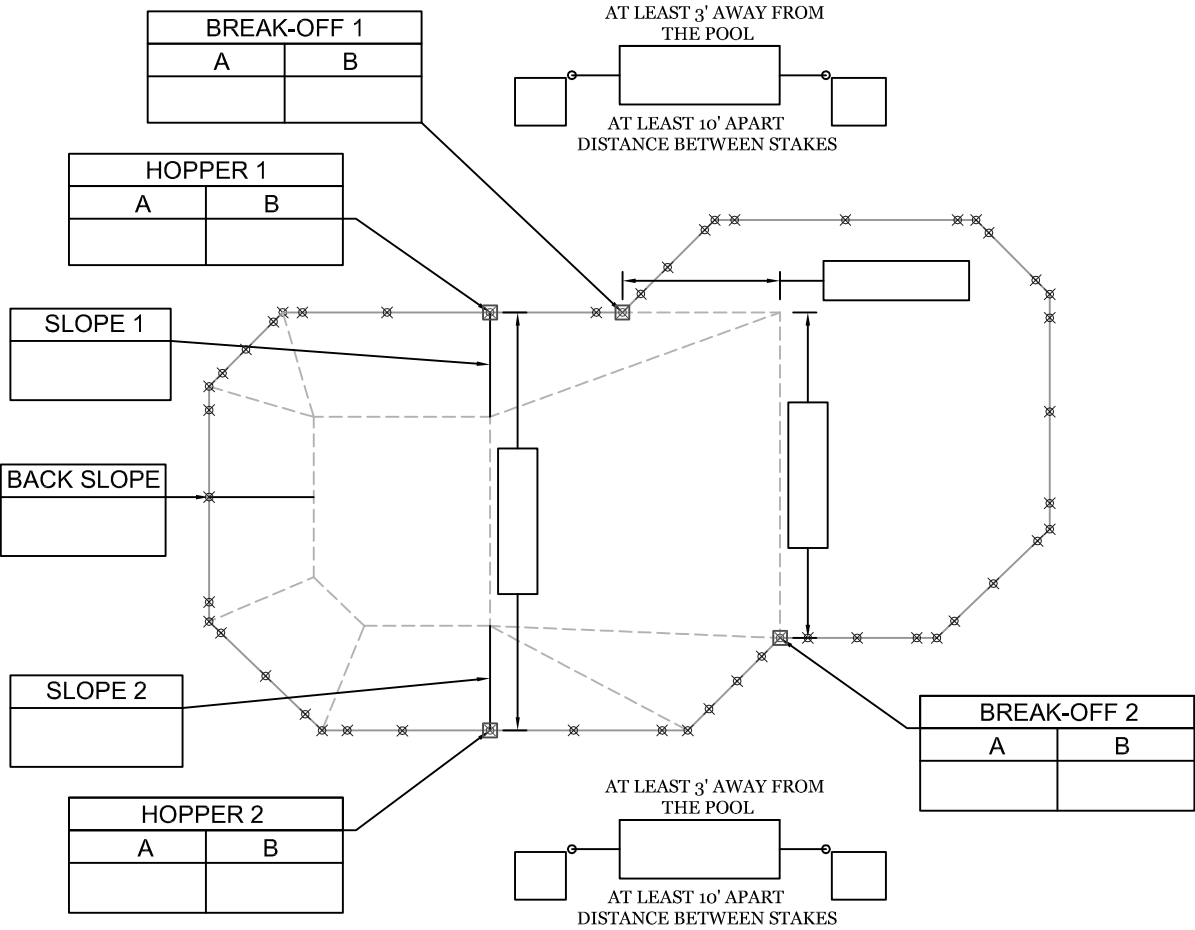 BREAK-OFF 1
A B
AT LEAST 3' AWAY FROM
THE POOL
AT LEAST 10' APART
DISTANCE BETWEEN STAKES
HOPPER 1
A B
SLOPE 1
BACK SLOPE
SLOPE 2
BREAK-OFF 2
A B
HOPPER 2
A B
AT LEAST 3' AWAY FROM
THE POOL
AT LEAST 10' APART
DISTANCE BETWEEN STAKES